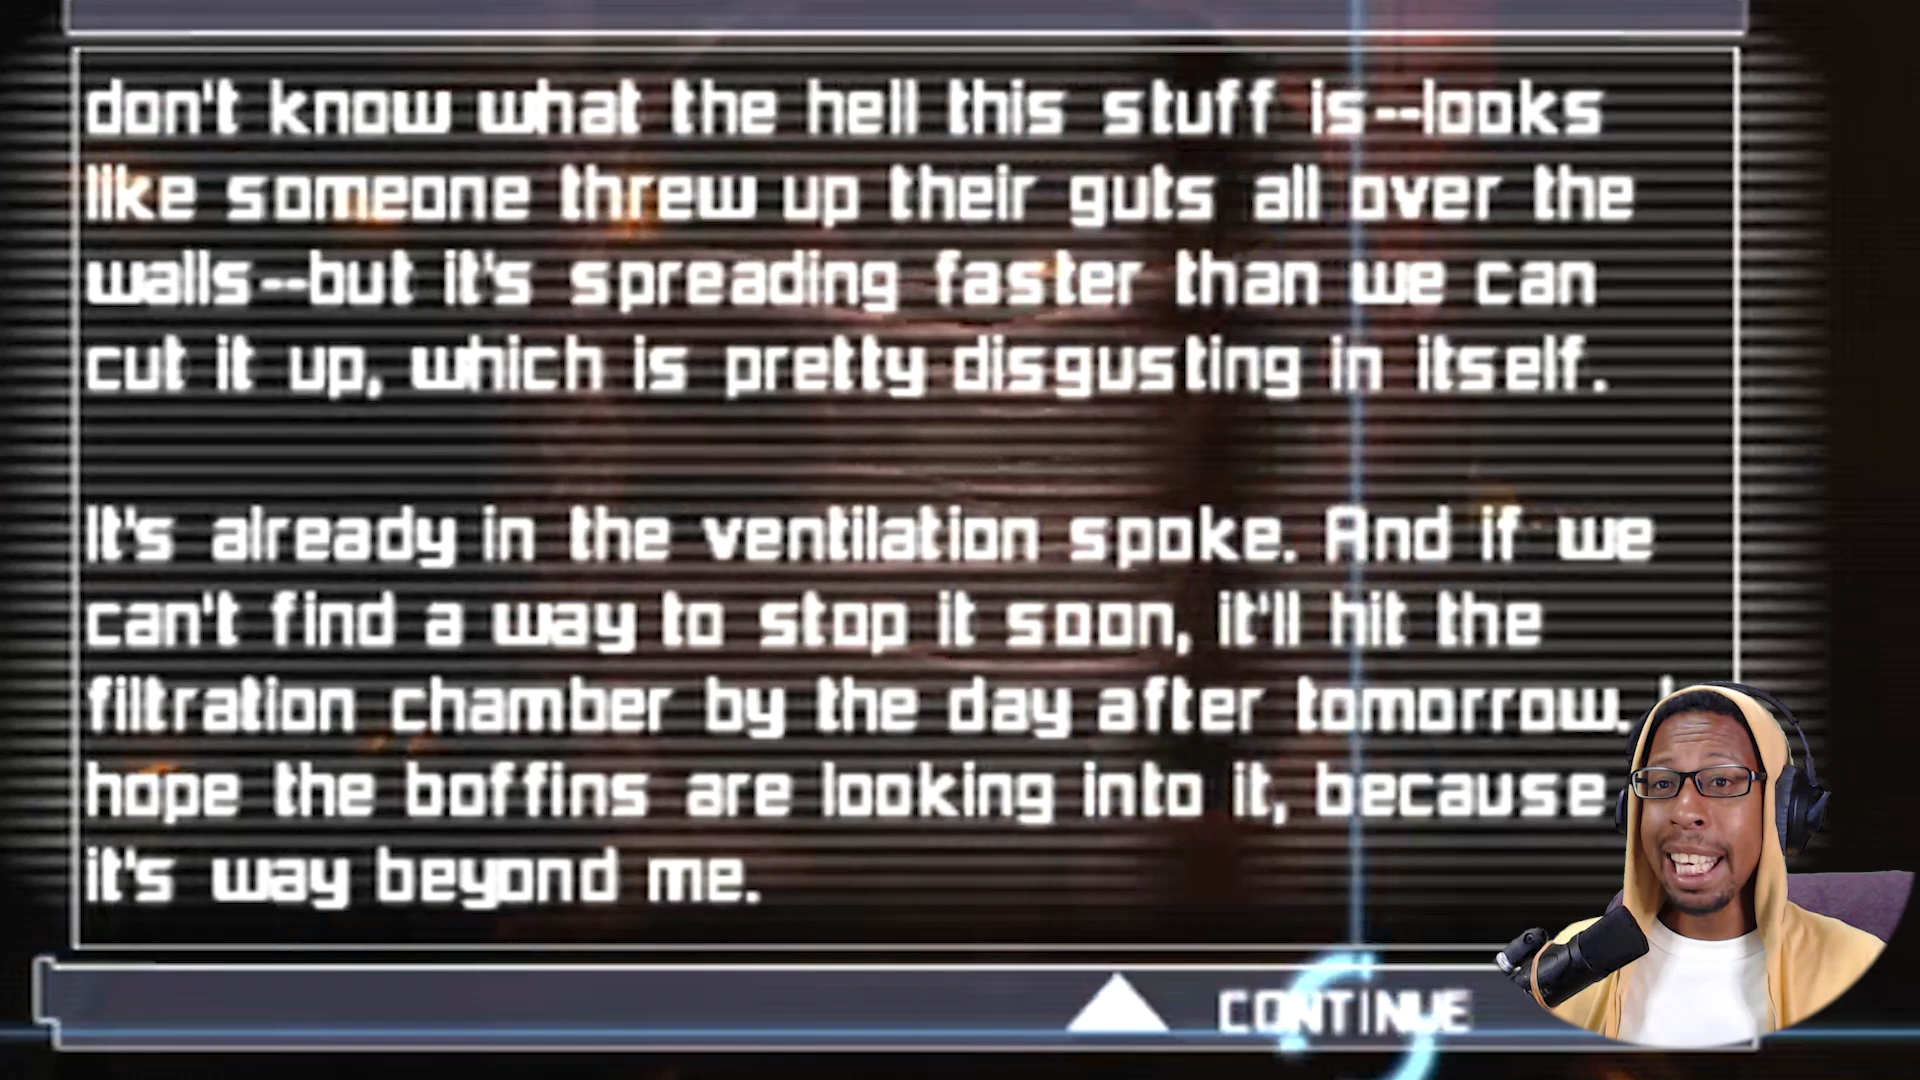 don't know what the hell this stuff is--looks
like someone threw up their guts all over the
walls--but it's spreading faster than we can
cut it up, which is pretty disgusting in itself.
It's already in the ventilation spoke. And if we
can't find a way to stop it soon, it'll hit the
filtration chamber by the day after tomorrow. I
hope the boffins are looking into it, because
it's way beyond me.
CONTINUE